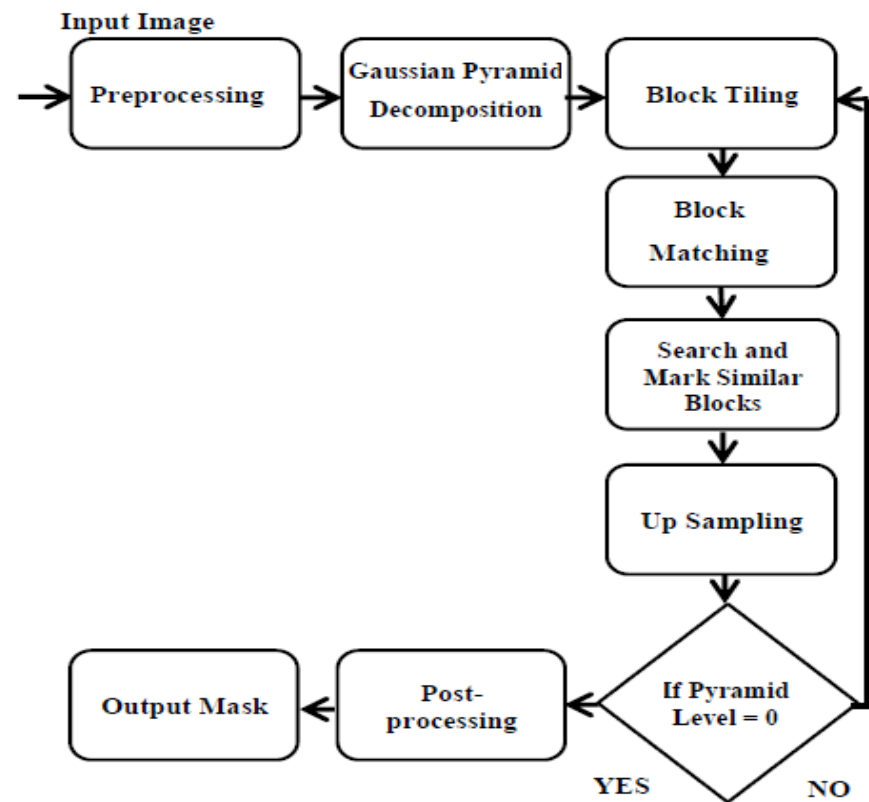 Input Image
Preprocessing
Gaussian Pyramid
Decomposition
Block Tiling
Block
Matching
Search and
Mark Similar
Blocks
Up Sampling
If Pyramid
Level = 0
YES
NO
Post-
processing
Output Mask